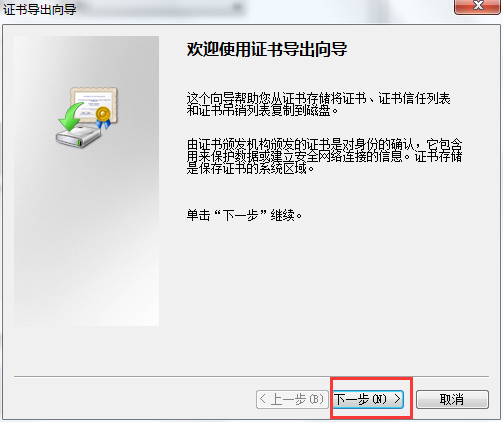 证书导出向导
欢迎使用证书导出向导
这个向导帮助您从证书存储将证书、证书信任列表
和证书吊销列表复制到磁盘。
由证书颁发机构颁发的证书是对身份的确认，它包含
用来保护数据或建立安全网络连接的信息。证书存储
是保存证书的系统区域。
单击“下一步”继续。
< 上一步(B)
下一步(N) >
取消